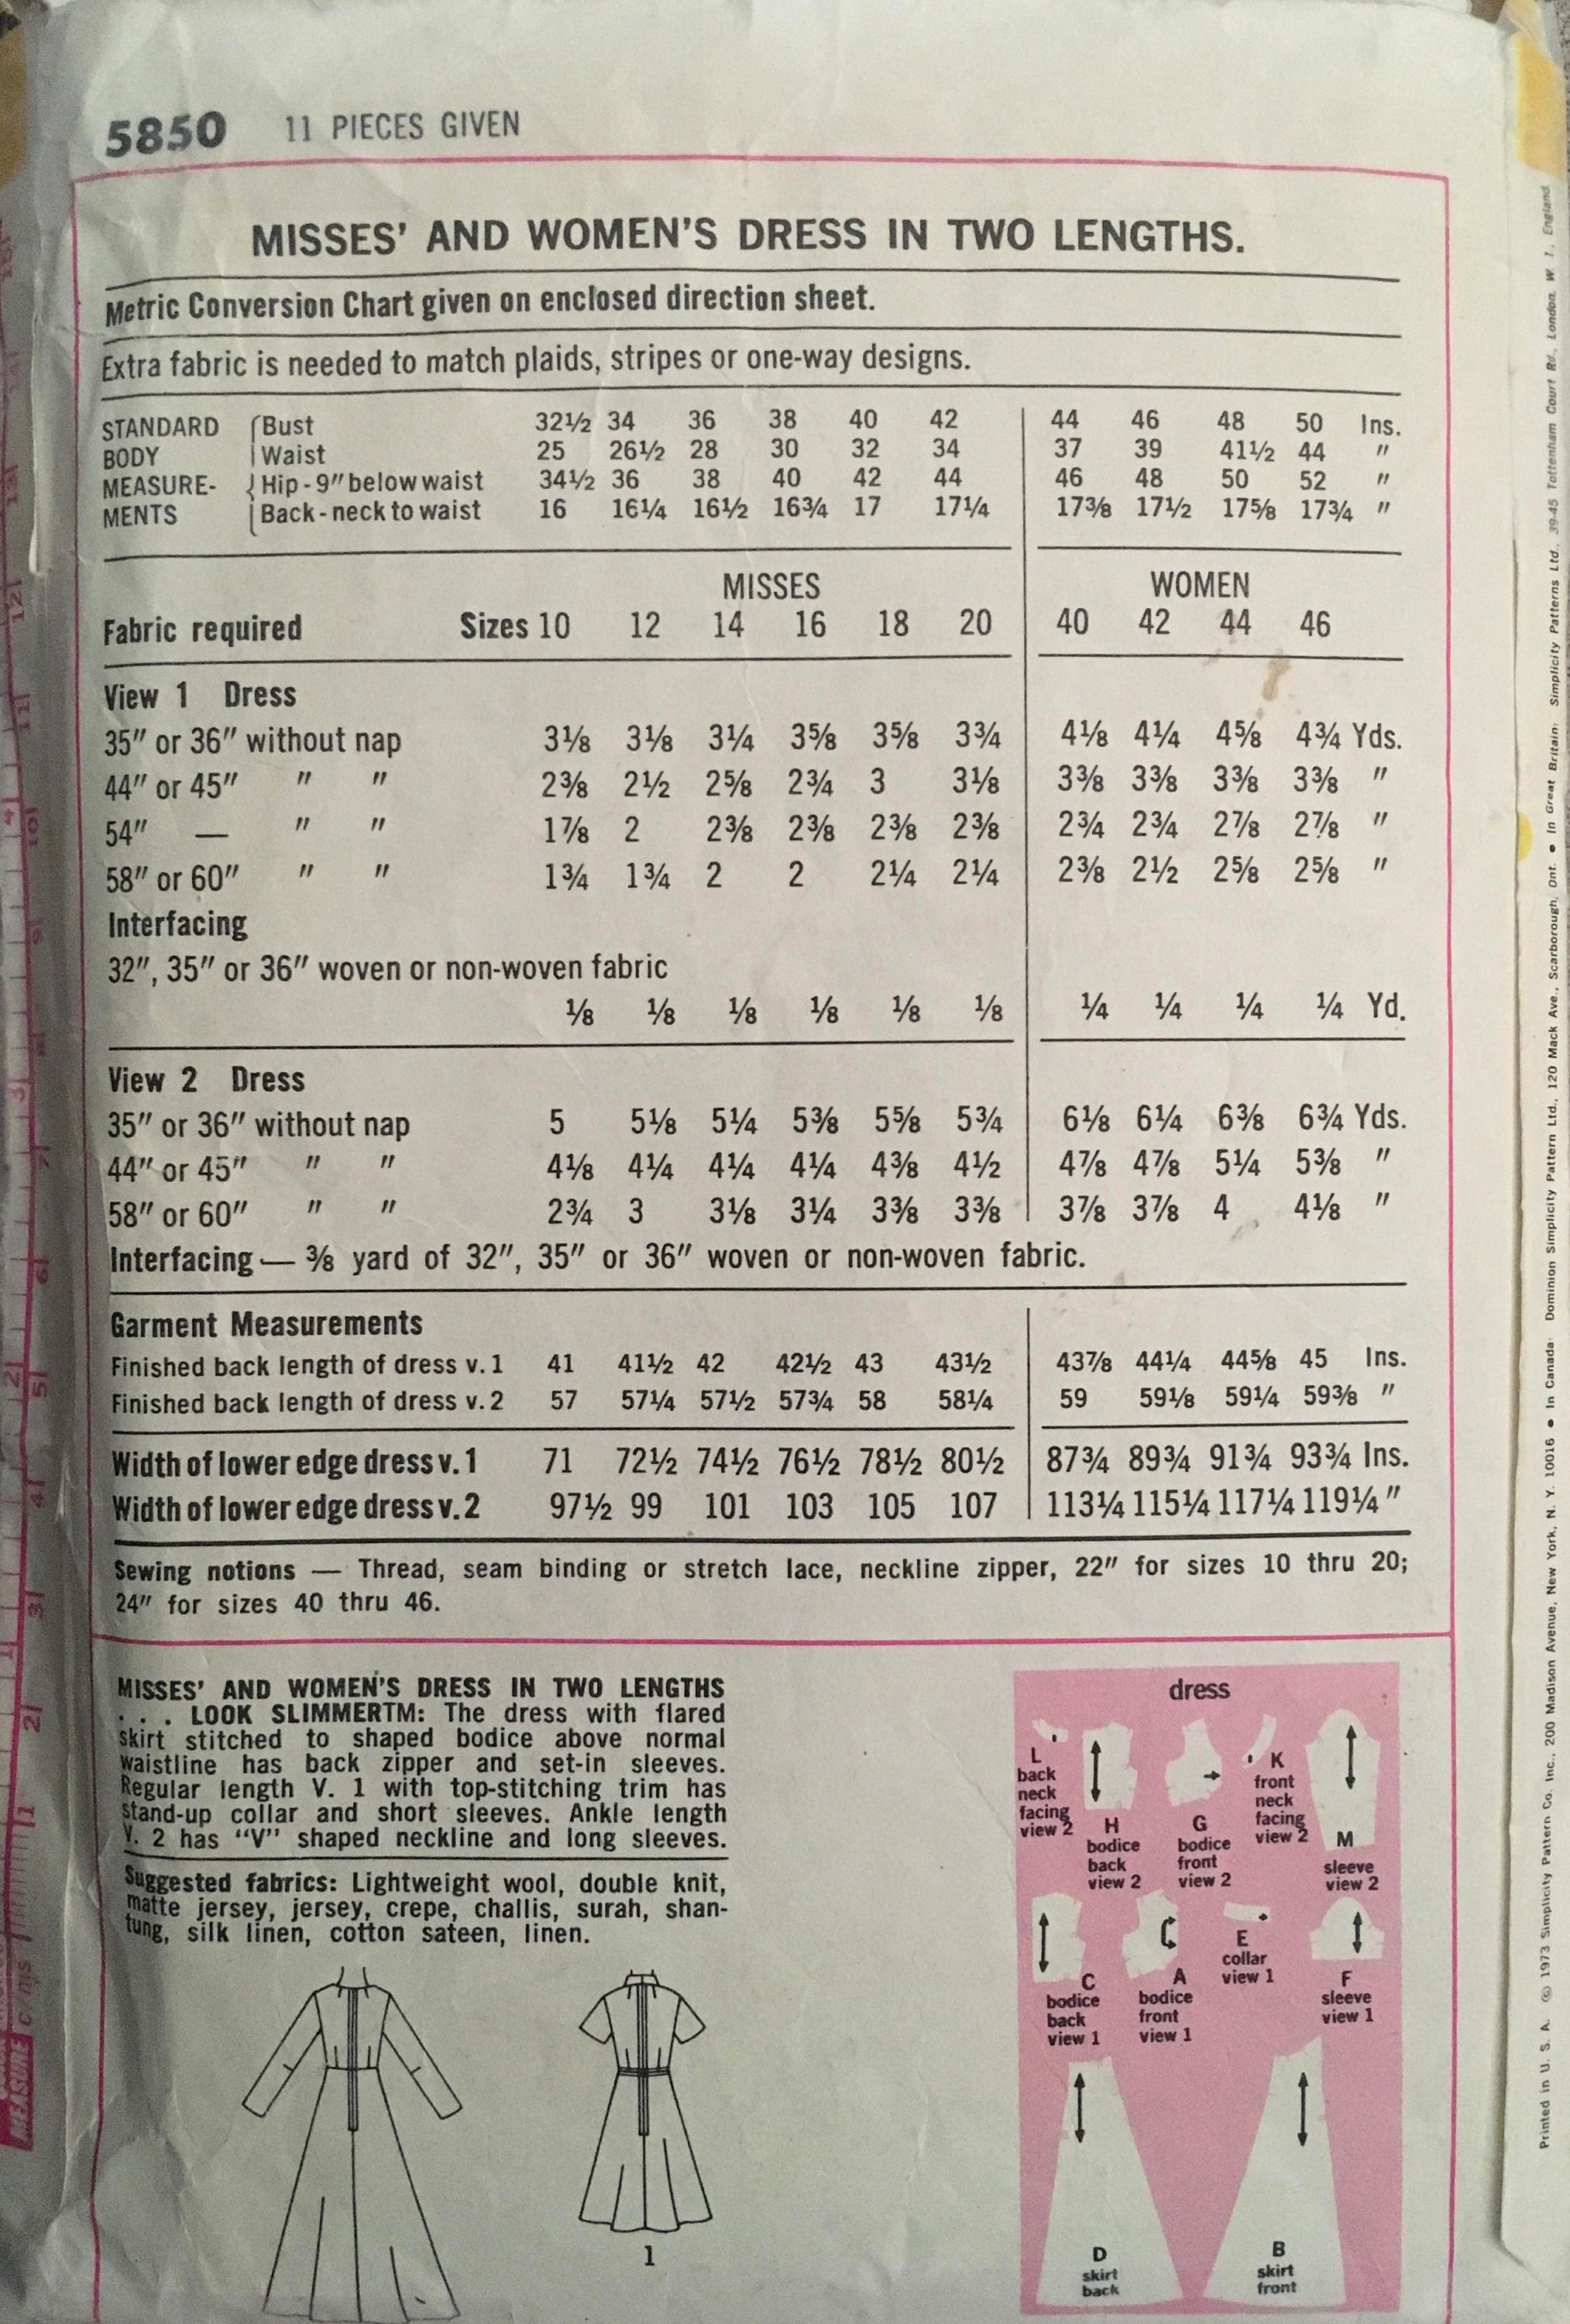 5850 11 PIECES GIVEN
MISSES' AND WOMEN'S DRESS IN TWO LENGTHS.
Metric Conversion Chart given on enclosed direction sheet.
Extra fabric is needed to match plaids, stripes or one-way designs.
STANDARD Bust 32½ 34 36 38 40 42 44 46 48 50 Ins.
BODY Waist 25 26½ 28 30 32 34 37 39 41½ 44 "
MEASURE- Hip - 9" below waist 34½ 36 38 40 42 44 46 48 50 52 "
MENTS Back - neck to waist 16 16¼ 16½ 16¾ 17 17¼ 17⅜ 17½ 17⅝ 17¾ "
MISSES WOMEN
Fabric required Sizes 10 12 14 16 18 20 40 42 44 46
View 1 Dress
35" or 36" without nap 3⅛ 3⅛ 3¼ 3⅝ 3⅝ 3¾ 4⅛ 4¼ 4⅝ 4¾ Yds.
44" or 45" " " 2⅜ 2½ 2⅝ 2¾ 3 3⅛ 3⅜ 3⅜ 3⅜ 3⅜ "
54" — " " 1⅞ 2 2⅜ 2⅜ 2⅜ 2⅜ 2¾ 2¾ 2⅞ 2⅞ "
58" or 60" " " 1¾ 1¾ 2 2 2¼ 2¼ 2⅜ 2½ 2⅝ 2⅝ "
Interfacing
32", 35" or 36" woven or non-woven fabric
⅛ ⅛ ⅛ ⅛ ⅛ ⅛ ¼ ¼ ¼ ¼ Yd.
View 2 Dress
35" or 36" without nap 5 5⅛ 5¼ 5⅜ 5⅝ 5¾ 6⅛ 6¼ 6⅜ 6¾ Yds.
44" or 45" " " 4⅛ 4¼ 4¼ 4¼ 4⅜ 4½ 4⅞ 4⅞ 5¼ 5⅜ "
58" or 60" " " 2¾ 3 3⅛ 3¼ 3⅜ 3⅜ 3⅞ 3⅞ 4 4⅛ "
Interfacing — ⅜ yard of 32", 35" or 36" woven or non-woven fabric.
Garment Measurements
Finished back length of dress v. 1 41 41½ 42 42½ 43 43½ 43⅞ 44¼ 44⅝ 45 Ins.
Finished back length of dress v. 2 57 57¼ 57½ 57¾ 58 58¼ 59 59⅛ 59¼ 59⅜ "
Width of lower edge dress v. 1 71 72½ 74½ 76½ 78½ 80½ 87¾ 89¾ 91¾ 93¾ Ins.
Width of lower edge dress v. 2 97½ 99 101 103 105 107 113¼ 115¼ 117¼ 119¼ "
Sewing notions — Thread, seam binding or stretch lace, neckline zipper, 22" for sizes 10 thru 20;
24" for sizes 40 thru 46.
MISSES' AND WOMEN'S DRESS IN TWO LENGTHS
. . . LOOK SLIMMERTM: The dress with flared
skirt stitched to shaped bodice above normal
waistline has back zipper and set-in sleeves.
Regular length V. 1 with top-stitching trim has
stand-up collar and short sleeves. Ankle length
V. 2 has "V" shaped neckline and long sleeves.
Suggested fabrics: Lightweight wool, double knit,
matte jersey, jersey, crepe, challis, surah, shan-
tung, silk linen, cotton sateen, linen.
1
dress
L
back
neck
facing
view 2
H
bodice
back
view 2
G
bodice
front
view 2
K
front
neck
facing
view 2
M
sleeve
view 2
C
bodice
back
view 1
A
bodice
front
view 1
E
collar
view 1
F
sleeve
view 1
D
skirt
back
B
skirt
front
Printed in U. S. A. © 1973 Simplicity Pattern Co. Inc., 200 Madison Avenue, New York, N. Y. 10016 • In Canada: Dominion Simplicity Pattern Ltd., 120 Mack Ave., Scarborough, Ont. • In Great Britain: Simplicity Patterns Ltd., 39-45 Tottenham Court Rd., London, W 1, England
MEASURE